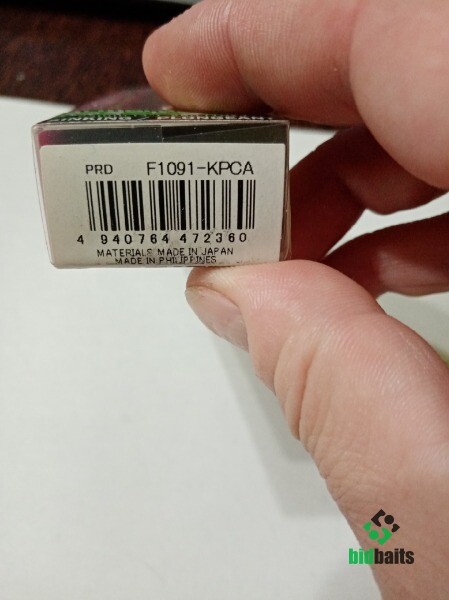 PRD F1091-KPCA
4 940764 472360
MATERIALS MADE IN JAPAN
MADE IN PHILIPPINES
bidbaits